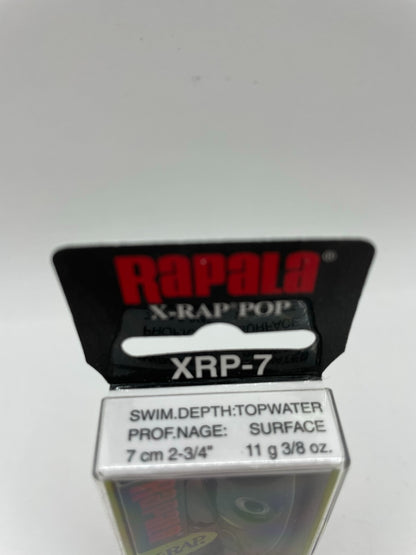 RAPALA
X-RAP® POP
XRP-7
SWIM.DEPTH:TOPWATER
PROF.NAGE: SURFACE
7 cm 2-3/4" 11 g 3/8 oz.
X-RAP